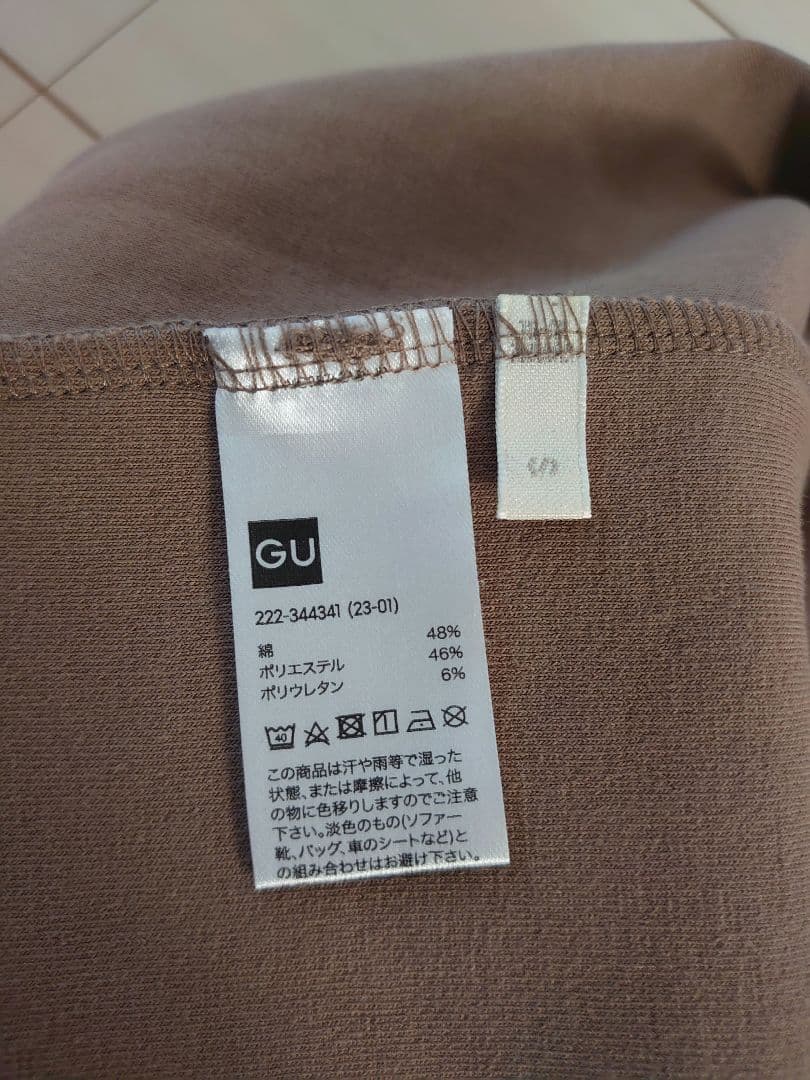 GU
222-344341 (23-01)
綿 48%
ポリエステル 46%
ポリウレタン 6%
40
この商品は汗や雨等で湿った
状態、または摩擦によって、他
の物に色移りしますのでご注意
下さい。淡色のもの(ソファー
靴、バッグ、車のシートなど)と
の組み合わせはお避け下さい。
S